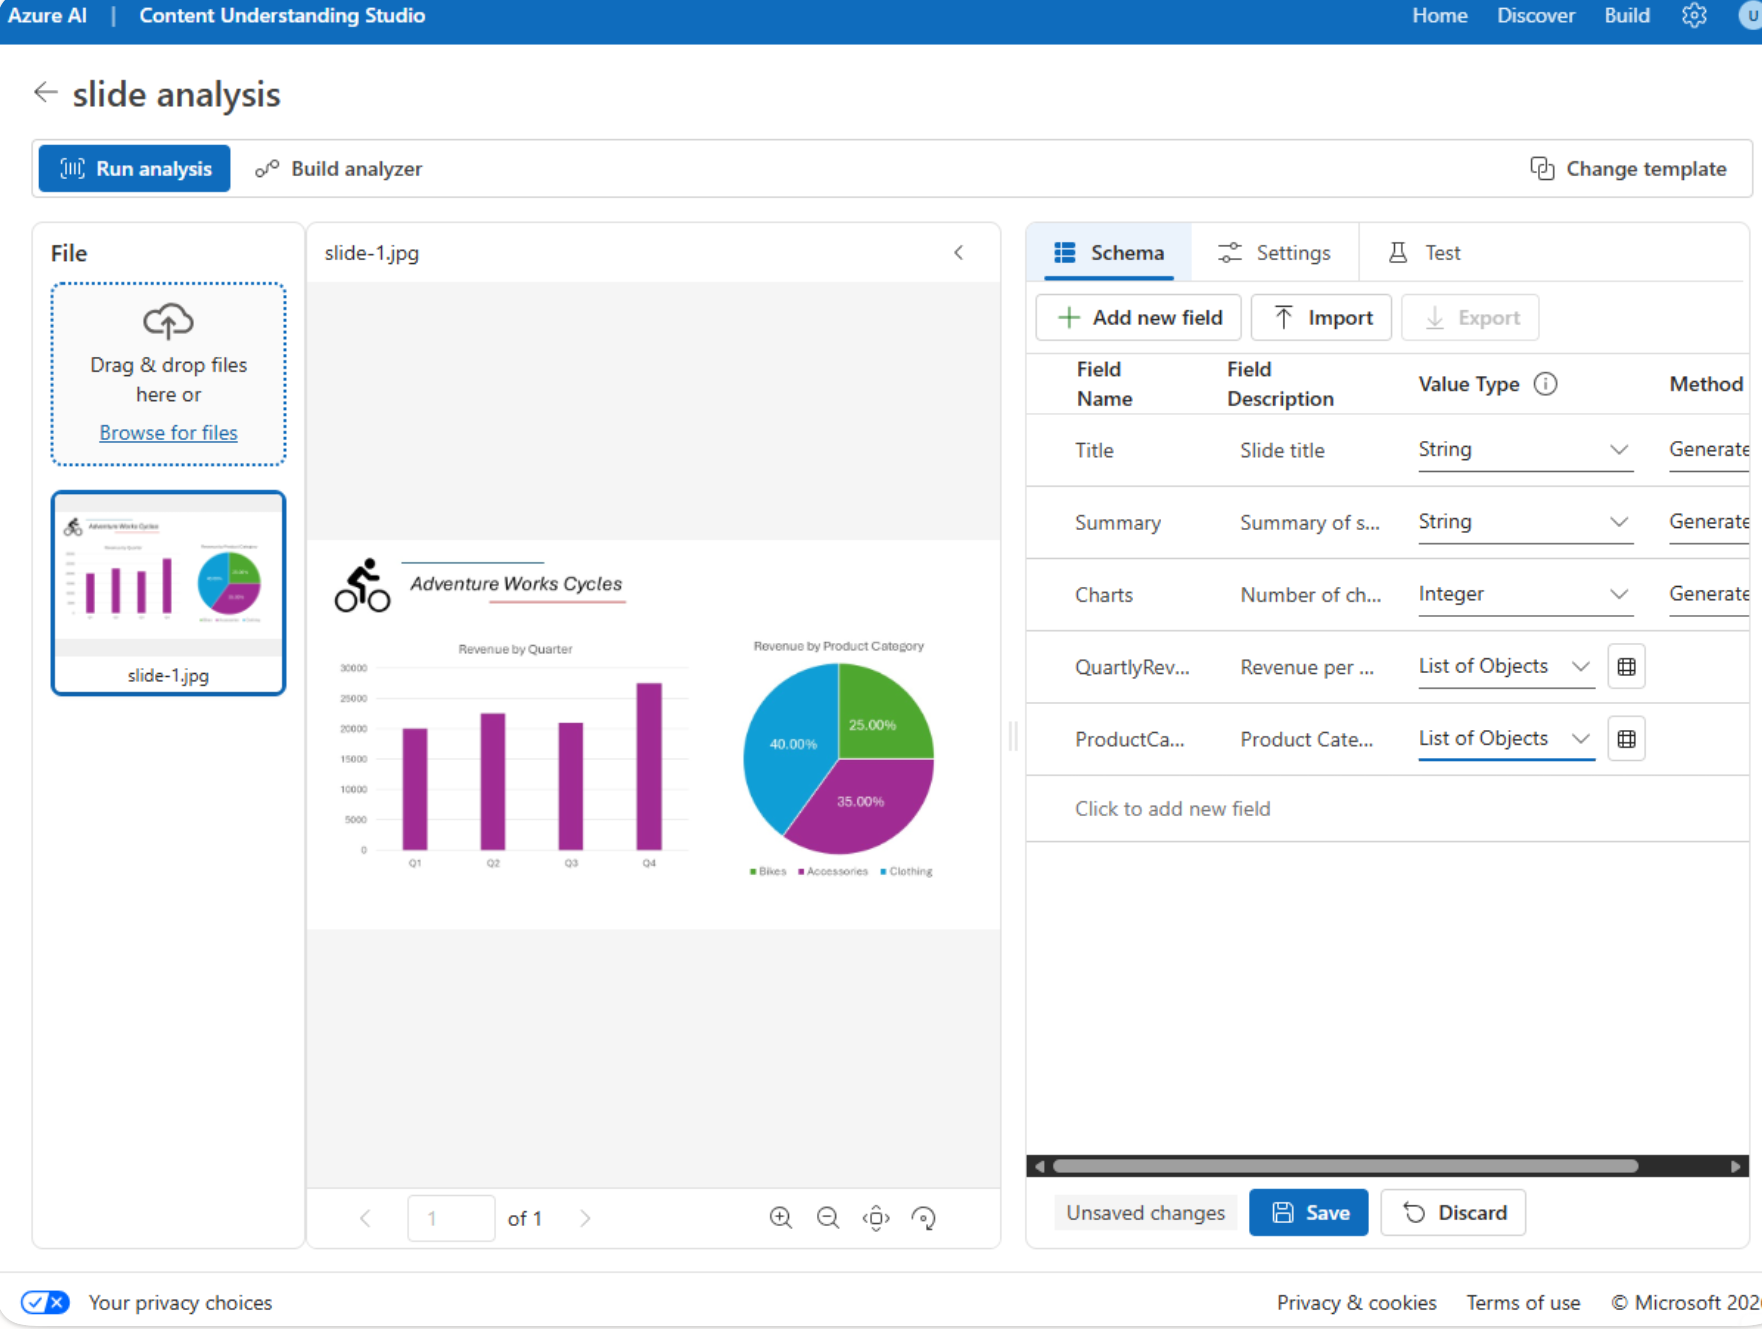 Azure AI | Content Understanding Studio
Home Discover Build U
slide analysis
Run analysis Build analyzer Change template
File
Drag & drop files
here or
Browse for files
Adventure Works Cycles
slide-1.jpg
slide-1.jpg
Adventure Works Cycles
Revenue by Quarter
30000
25000
20000
15000
10000
5000
0
Q1 Q2 Q3 Q4
Revenue by Product Category
25.00%
40.00%
35.00%
Bikes Accessories Clothing
1 of 1
Schema Settings Test
Add new field Import Export
Field Name Field Description Value Type Method
Title Slide title String Generate
Summary Summary of s... String Generate
Charts Number of ch... Integer Generate
QuartlyRev... Revenue per ... List of Objects
ProductCa... Product Cate... List of Objects
Click to add new field
Unsaved changes Save Discard
Your privacy choices
Privacy & cookies Terms of use © Microsoft